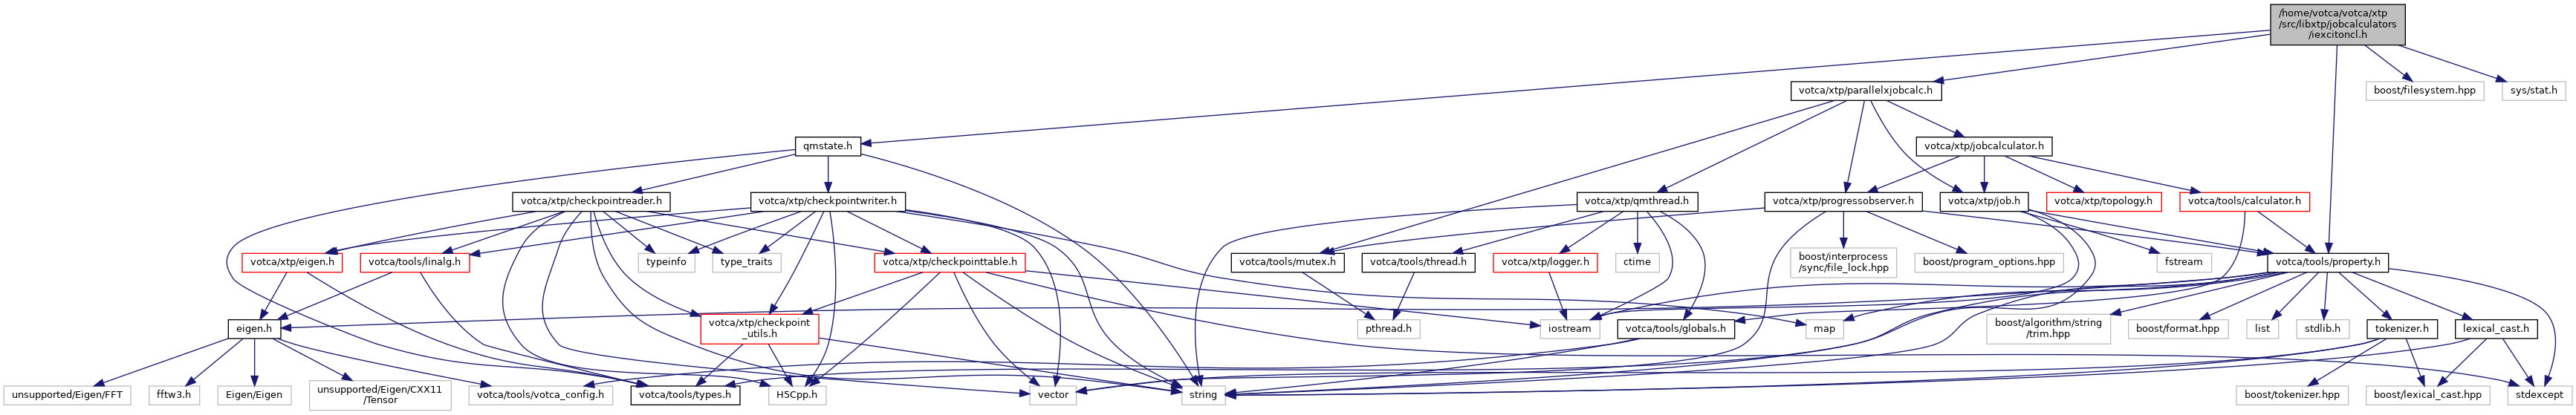 /home/votca/votca/xtp
/src/libxtp/jobcalculators
/iexcitoncl.h
votca/xtp/parallelxjobcalc.h
boost/filesystem.hpp
sys/stat.h
qmstate.h
votca/xtp/jobcalculator.h
votca/xtp/checkpointreader.h
votca/xtp/checkpointwriter.h
votca/xtp/qmthread.h
votca/xtp/progressobserver.h
votca/xtp/job.h
votca/xtp/topology.h
votca/tools/calculator.h
votca/xtp/eigen.h
votca/tools/linalg.h
typeinfo
type_traits
votca/xtp/checkpointtable.h
votca/tools/mutex.h
votca/tools/thread.h
votca/xtp/logger.h
ctime
boost/interprocess
/sync/file_lock.hpp
boost/program_options.hpp
fstream
votca/tools/property.h
eigen.h
votca/xtp/checkpoint
_utils.h
pthread.h
iostream
votca/tools/globals.h
map
boost/algorithm/string
/trim.hpp
boost/format.hpp
list
stdlib.h
tokenizer.h
lexical_cast.h
unsupported/Eigen/FFT
fftw3.h
Eigen/Eigen
unsupported/Eigen/CXX11
/Tensor
votca/tools/votca_config.h
votca/tools/types.h
H5Cpp.h
vector
string
boost/tokenizer.hpp
boost/lexical_cast.hpp
stdexcept